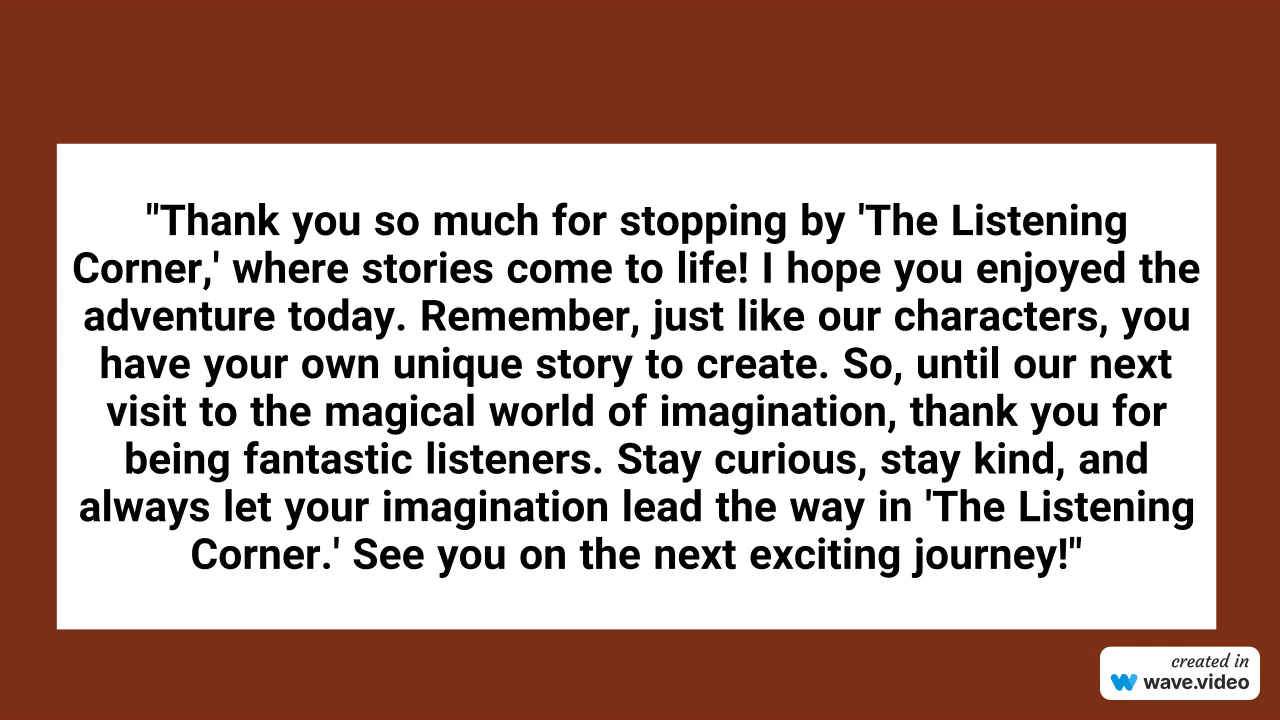 "Thank you so much for stopping by 'The Listening
Corner,' where stories come to life! I hope you enjoyed the
adventure today. Remember, just like our characters, you
have your own unique story to create. So, until our next
visit to the magical world of imagination, thank you for
being fantastic listeners. Stay curious, stay kind, and
always let your imagination lead the way in 'The Listening
Corner.' See you on the next exciting journey!"
created in
wave.video